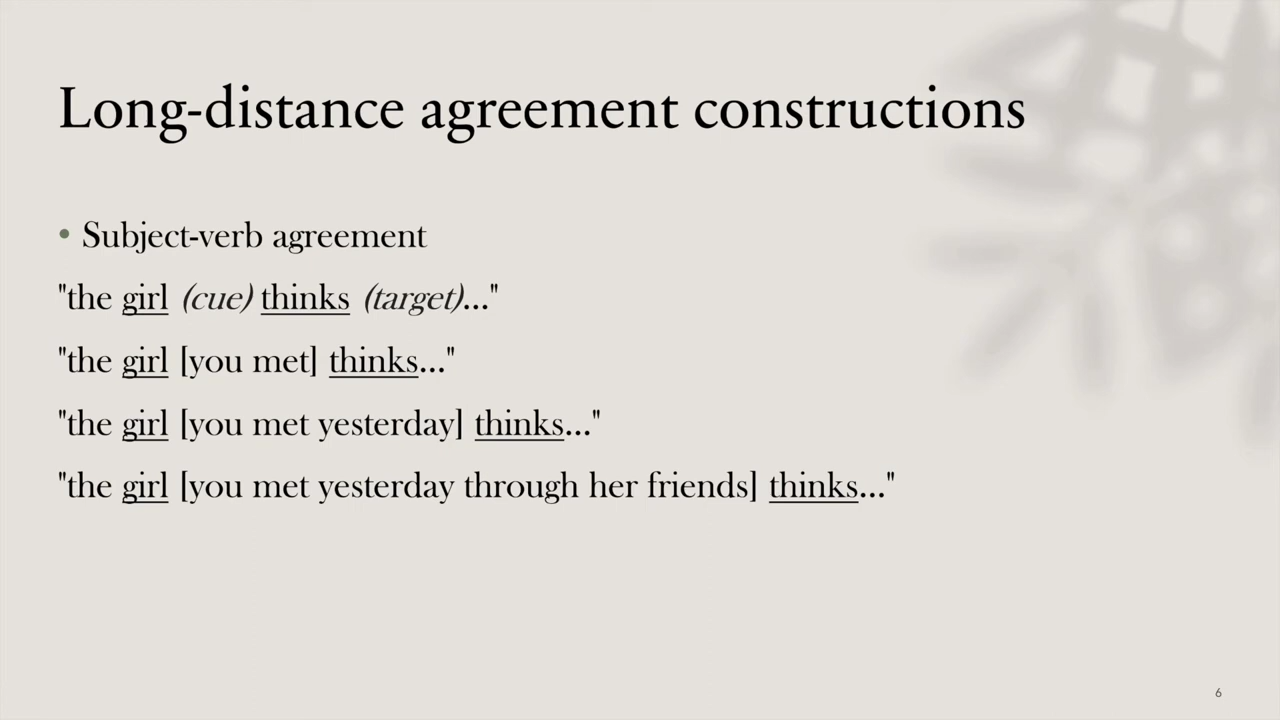 Long-distance agreement constructions
• Subject-verb agreement
"the girl (cue) thinks (target)..."
"the girl [you met] thinks..."
"the girl [you met yesterday] thinks..."
"the girl [you met yesterday through her friends] thinks..."
6